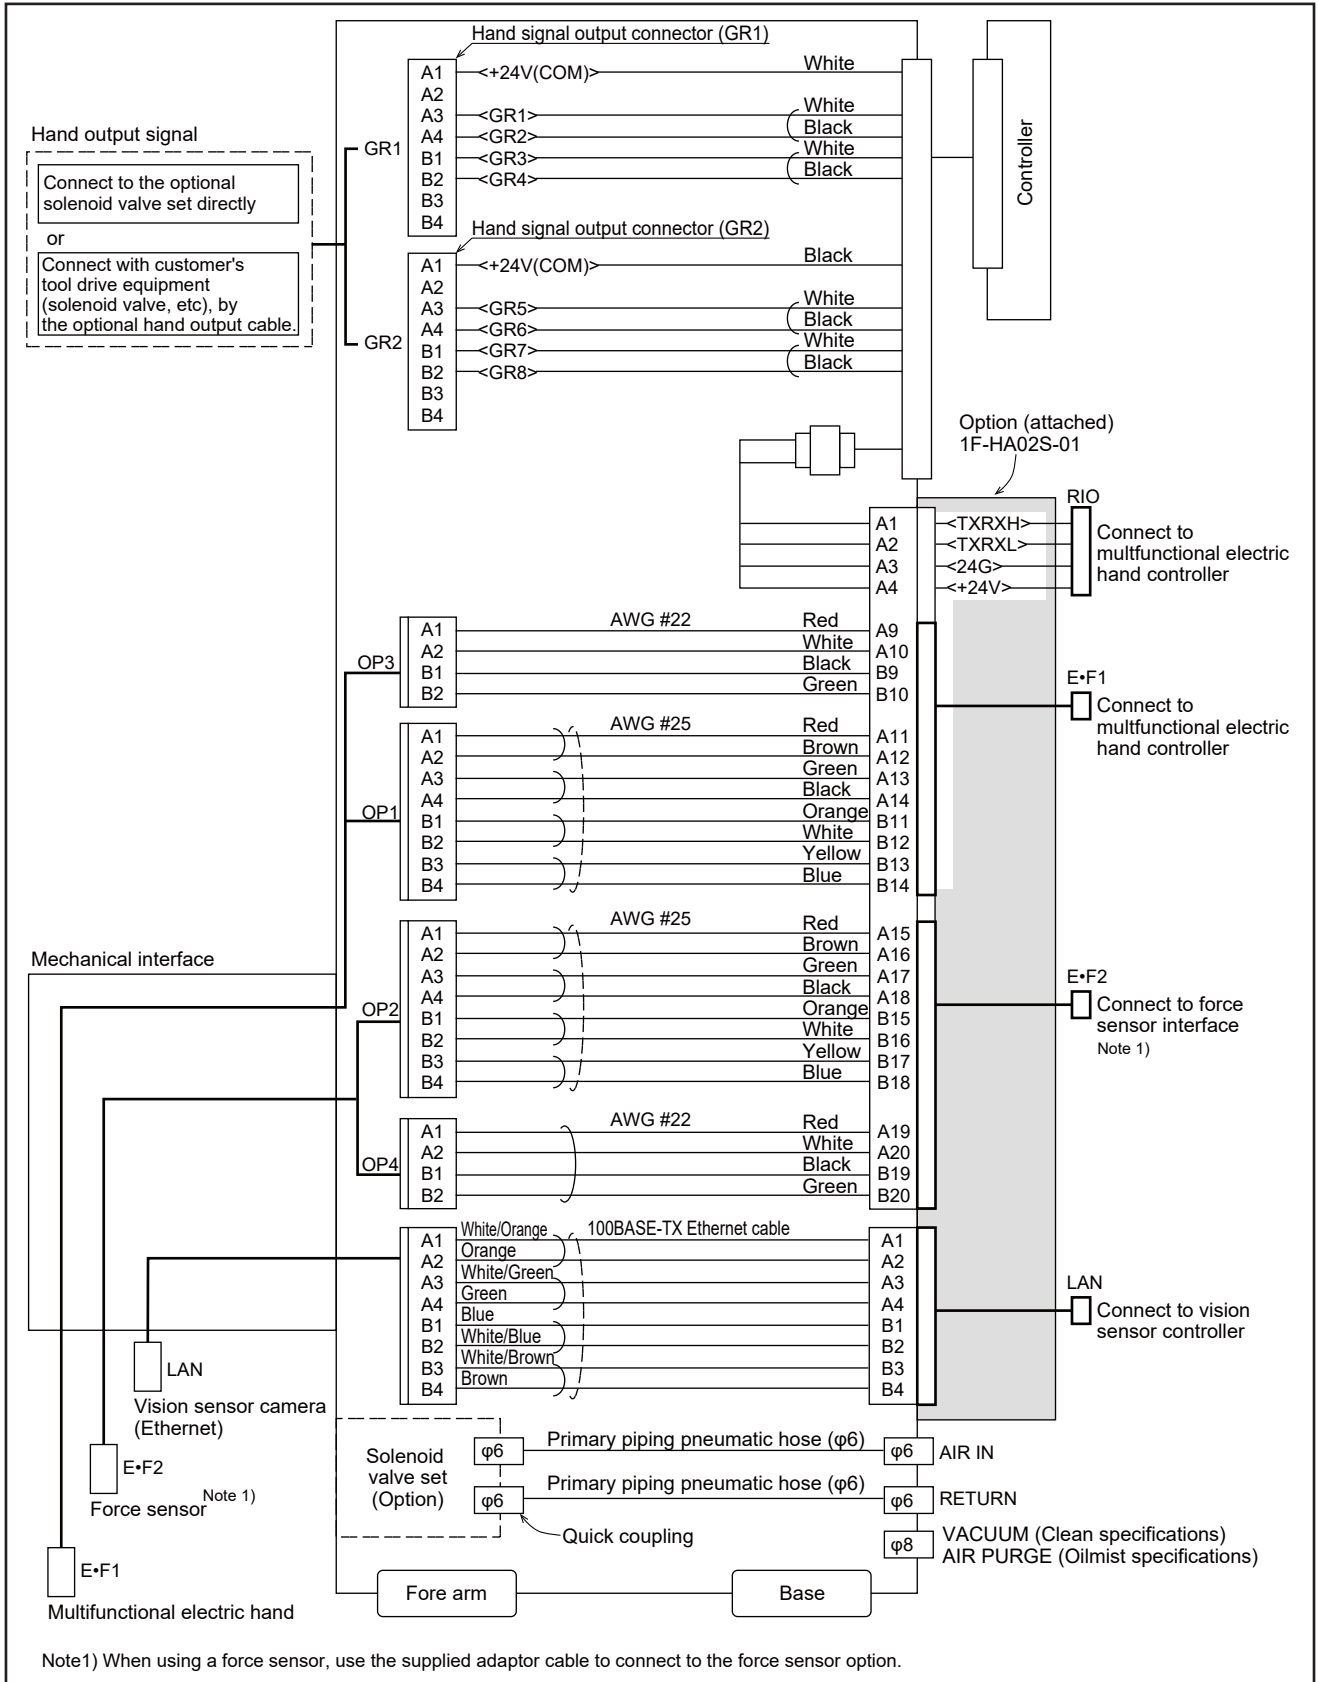 Hand signal output connector (GR1)
A1 <+24V(COM)> White
A2
A3 <GR1> White
A4 <GR2> Black
B1 <GR3> White
B2 <GR4> Black
B3
B4
GR1
Controller
Hand output signal
Connect to the optional
solenoid valve set directly
or
Connect with customer's
tool drive equipment
(solenoid valve, etc), by
the optional hand output cable.
Hand signal output connector (GR2)
A1 <+24V(COM)> Black
A2
A3 <GR5> White
A4 <GR6> Black
B1 <GR7> White
B2 <GR8> Black
B3
B4
GR2
Option (attached)
1F-HA02S-01
RIO
A1 <TXRXH>
A2 <TXRXL>
A3 <24G>
A4 <+24V>
Connect to
multfunctional electric
hand controller
OP3
A1 AWG #22 Red A9
A2 White A10
B1 Black B9
B2 Green B10
E•F1
Connect to
multfunctional electric
hand controller
OP1
A1 AWG #25 Red A11
A2 Brown A12
A3 Green A13
A4 Black A14
B1 Orange B11
B2 White B12
B3 Yellow B13
B4 Blue B14
Mechanical interface
OP2
A1 AWG #25 Red A15
A2 Brown A16
A3 Green A17
A4 Black A18
B1 Orange B15
B2 White B16
B3 Yellow B17
B4 Blue B18
E•F2
Connect to force
sensor interface
Note 1)
OP4
A1 AWG #22 Red A19
A2 White A20
B1 Black B19
B2 Green B20
A1 White/Orange 100BASE-TX Ethernet cable A1
A2 Orange A2
A3 White/Green A3
A4 Green A4
B1 Blue B1
B2 White/Blue B2
B3 White/Brown B3
B4 Brown B4
LAN
Connect to vision
sensor controller
LAN
Vision sensor camera
(Ethernet)
E•F2
Force sensor Note 1)
E•F1
Multifunctional electric hand
Solenoid
valve set
(Option)
φ6 Primary piping pneumatic hose (φ6) φ6 AIR IN
φ6 Primary piping pneumatic hose (φ6) φ6 RETURN
Quick coupling
φ8 VACUUM (Clean specifications)
AIR PURGE (Oilmist specifications)
Fore arm
Base
Note1) When using a force sensor, use the supplied adaptor cable to connect to the force sensor option.